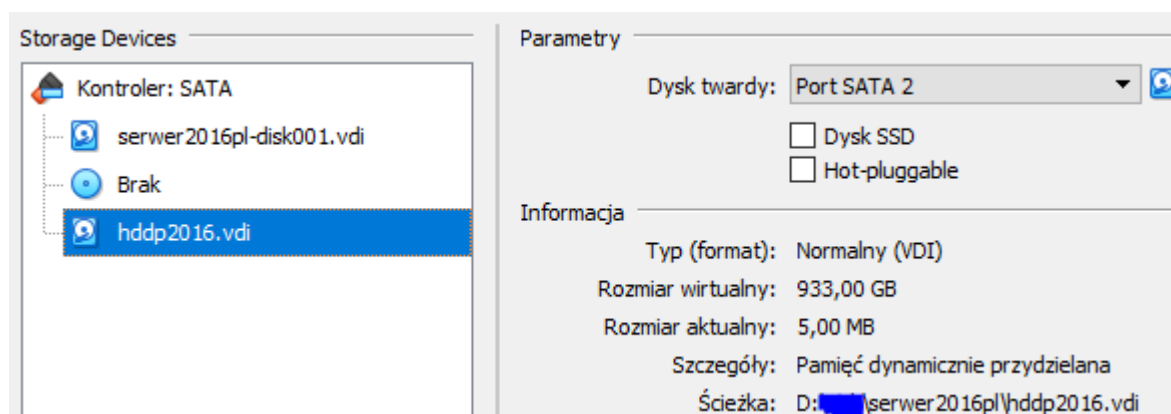 Storage Devices
Kontroler: SATA
serwer2016pl-disk001.vdi
Brak
hddp2016.vdi
Parametry
Dysk twardy: Port SATA 2
Dysk SSD
Hot-pluggable
Informacja
Typ (format): Normalny (VDI)
Rozmiar wirtualny: 933,00 GB
Rozmiar aktualny: 5,00 MB
Szczegóły: Pamięć dynamicznie przydzielana
Ścieżka: D:\serwer2016pl\hddp2016.vdi